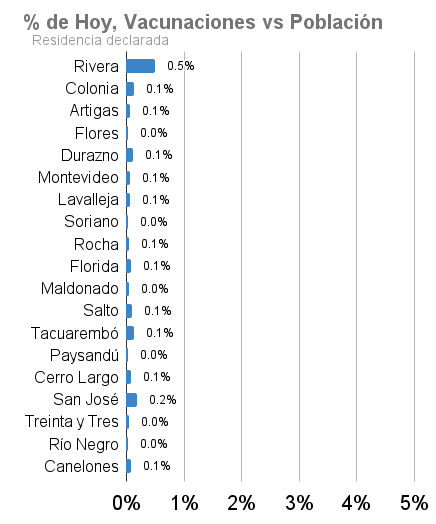 % de Hoy, Vacunaciones vs Población
Residencia declarada
Rivera 0.5%
Colonia 0.1%
Artigas 0.1%
Flores 0.0%
Durazno 0.1%
Montevideo 0.1%
Lavalleja 0.1%
Soriano 0.0%
Rocha 0.1%
Florida 0.1%
Maldonado 0.0%
Salto 0.1%
Tacuarembó 0.1%
Paysandú 0.0%
Cerro Largo 0.1%
San José 0.2%
Treinta y Tres 0.0%
Río Negro 0.0%
Canelones 0.1%
0% 1% 2% 3% 4% 5%